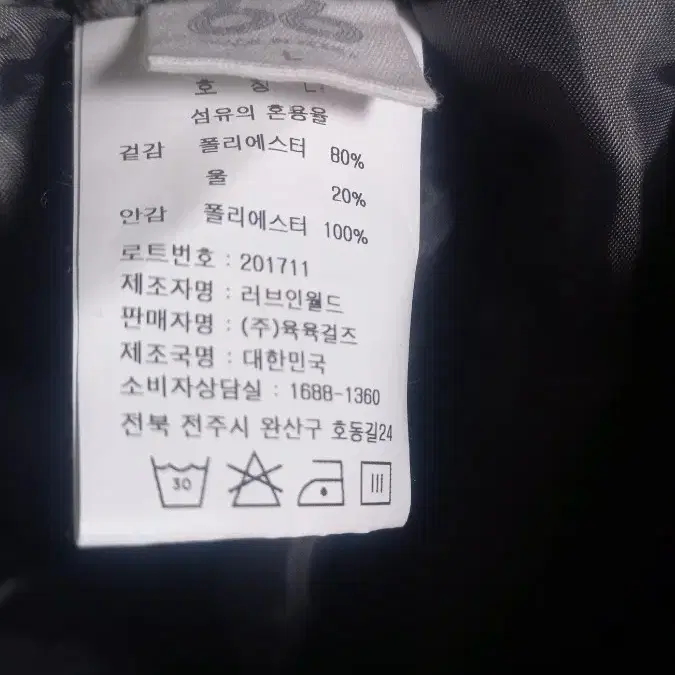 66
L
호 칭 L
섬유의 혼용율
겉감 폴리에스터 80%
울 20%
안감 폴리에스터 100%
로트번호 : 201711
제조자명 : 러브인월드
판매자명 : (주)육육걸즈
제조국명 : 대한민국
소비자상담실 : 1688-1360
전북 전주시 완산구 호동길24
30